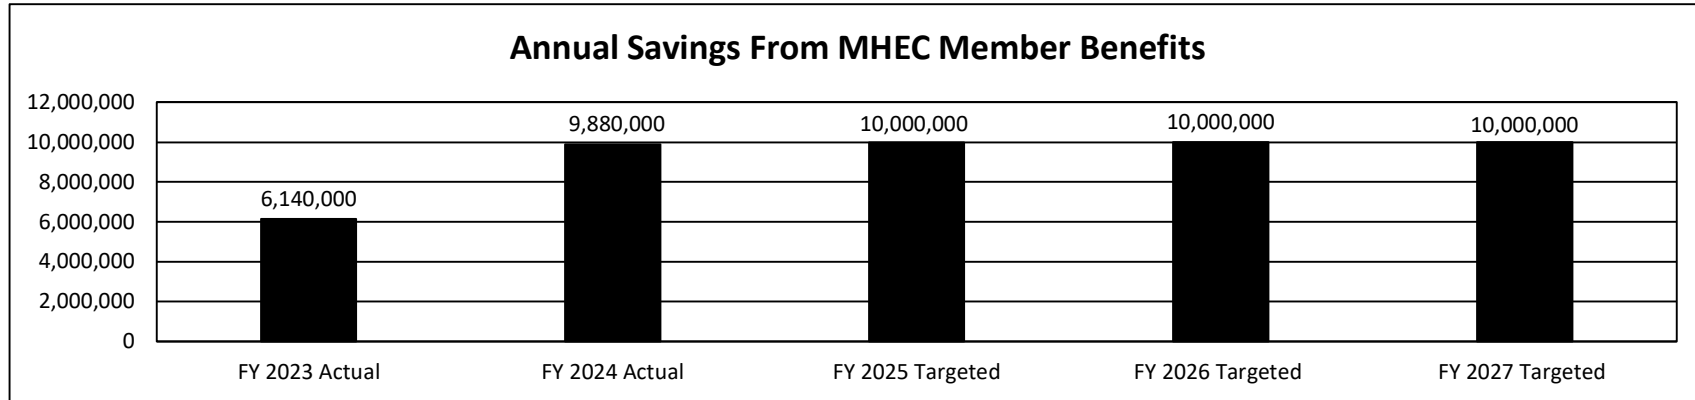 Annual Savings From MHEC Member Benefits
12,000,000
10,000,000
8,000,000
6,000,000
4,000,000
2,000,000
0
6,140,000
9,880,000
10,000,000
10,000,000
10,000,000
FY 2023 Actual
FY 2024 Actual
FY 2025 Targeted
FY 2026 Targeted
FY 2027 Targeted